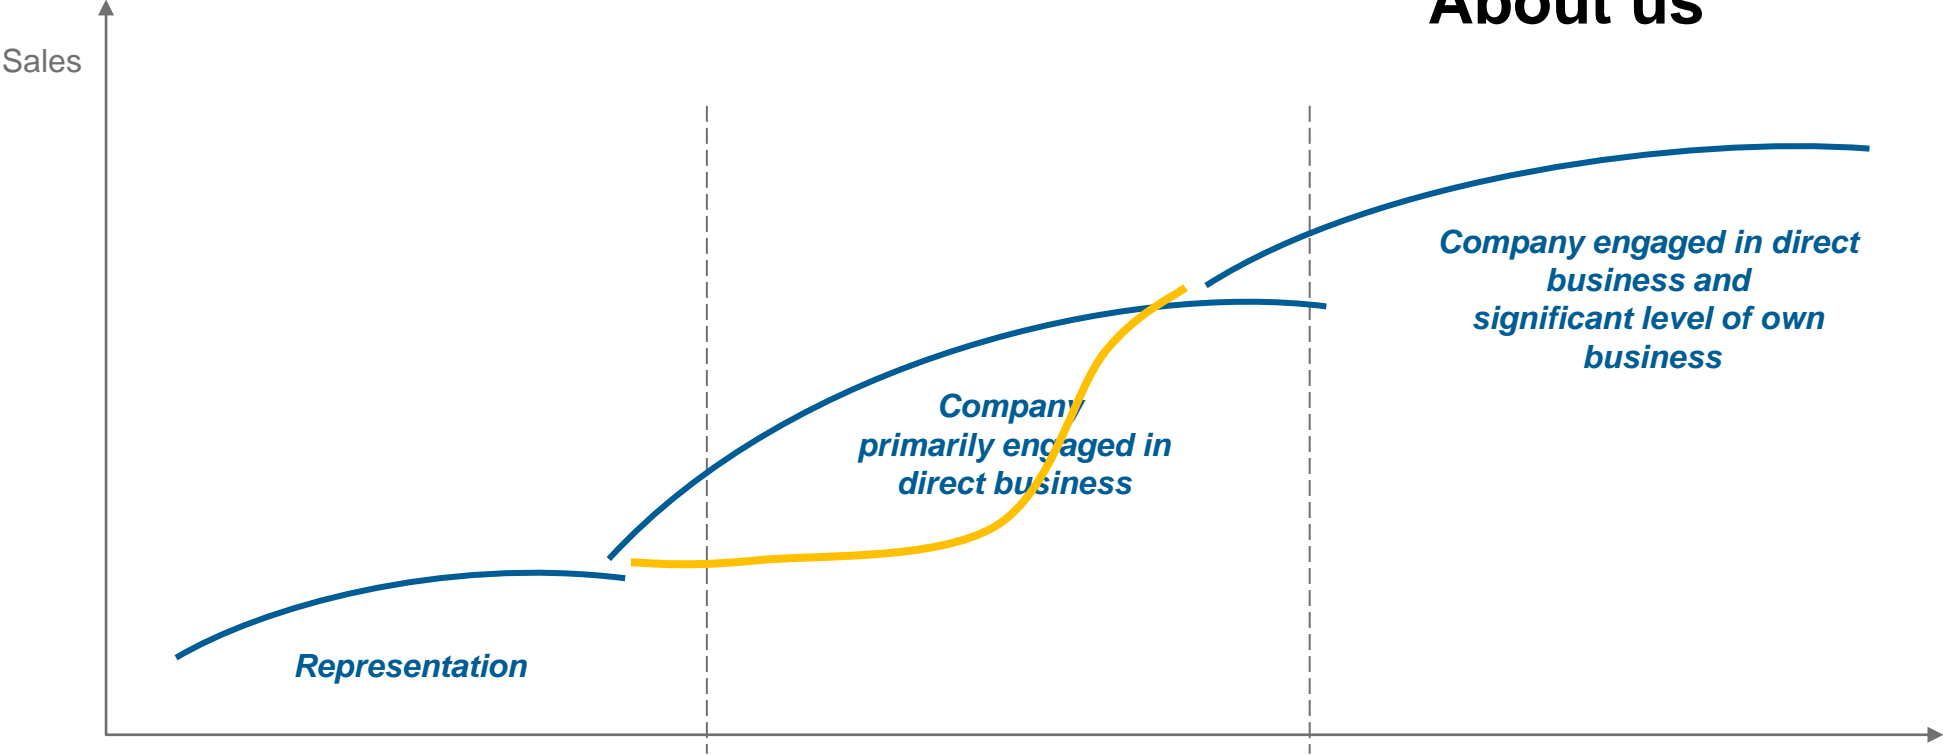 About us
Sales
Company engaged in direct
business and
significant level of own
business
Company
primarily engaged in
direct business
Representation